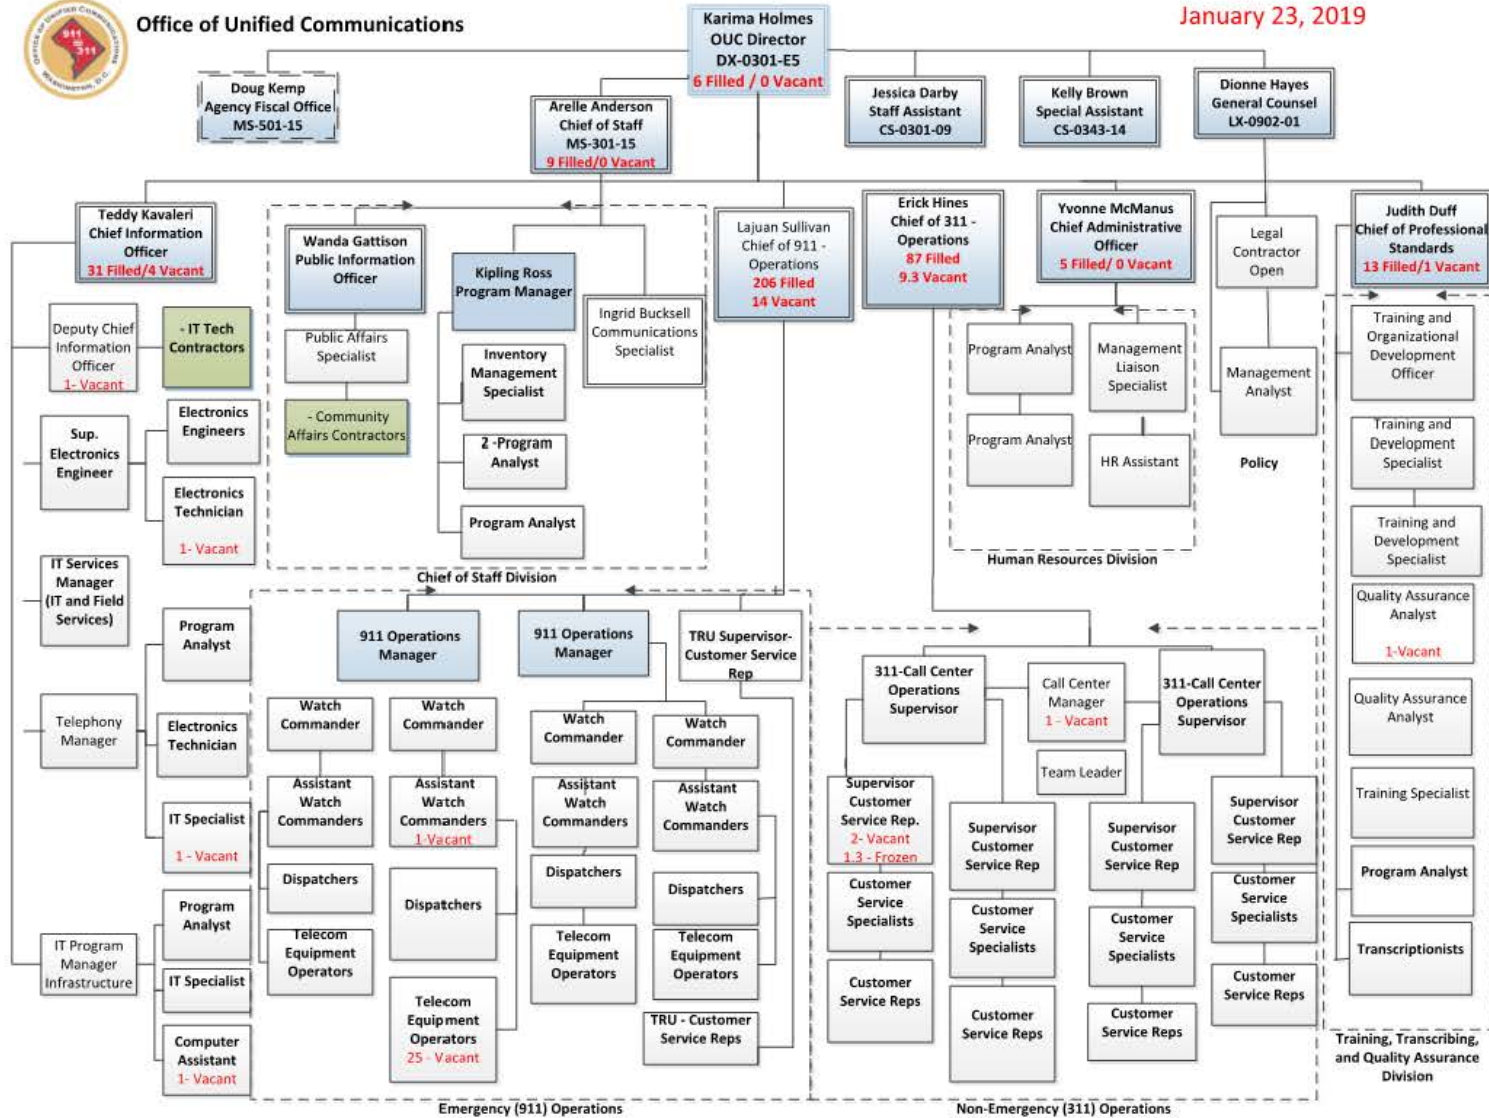 OFFICE OF UNIFIED COMMUNICATIONS
911
311
WASHINGTON, D.C.
Office of Unified Communications
January 23, 2019
Karima Holmes
OUC Director
DX-0301-E5
6 Filled / 0 Vacant
Doug Kemp
Agency Fiscal Office
MS-501-15
Arelle Anderson
Chief of Staff
MS-301-15
9 Filled/0 Vacant
Jessica Darby
Staff Assistant
CS-0301-09
Kelly Brown
Special Assistant
CS-0343-14
Dionne Hayes
General Counsel
LX-0902-01
Teddy Kavaleri
Chief Information
Officer
31 Filled/4 Vacant
Wanda Gattison
Public Information
Officer
Kipling Ross
Program Manager
Ingrid Bucksell
Communications
Specialist
Lajuan Sullivan
Chief of 911 -
Operations
206 Filled
14 Vacant
Erick Hines
Chief of 311 -
Operations
87 Filled
9.3 Vacant
Yvonne McManus
Chief Administrative
Officer
5 Filled/ 0 Vacant
Legal
Contractor
Open
Judith Duff
Chief of Professional
Standards
13 Filled/1 Vacant
Deputy Chief
Information
Officer
1- Vacant
- IT Tech
Contractors
Sup.
Electronics
Engineer
Electronics
Engineers
Electronics
Technician
1- Vacant
IT Services
Manager
(IT and Field
Services)
Telephony
Manager
Program
Analyst
Electronics
Technician
IT Specialist
1 - Vacant
IT Program
Manager
Infrastructure
Program
Analyst
IT Specialist
Computer
Assistant
1- Vacant
Public Affairs
Specialist
- Community
Affairs Contractors
Inventory
Management
Specialist
2 -Program
Analyst
Program Analyst
Chief of Staff Division
Program Analyst
Program Analyst
Management
Liaison
Specialist
HR Assistant
Human Resources Division
Management
Analyst
Policy
Training and
Organizational
Development
Officer
Training and
Development
Specialist
Training and
Development
Specialist
Quality Assurance
Analyst
1-Vacant
Quality Assurance
Analyst
Training Specialist
Program Analyst
Transcriptionists
Training, Transcribing,
and Quality Assurance
Division
911 Operations
Manager
911 Operations
Manager
TRU Supervisor-
Customer Service
Rep
Watch
Commander
Assistant
Watch
Commanders
Dispatchers
Telecom
Equipment
Operators
Watch
Commander
Assistant
Watch
Commanders
1-Vacant
Dispatchers
Telecom
Equipment
Operators
25 - Vacant
Watch
Commander
Assistant
Watch
Commanders
Dispatchers
Telecom
Equipment
Operators
Watch
Commander
Assistant
Watch
Commanders
Dispatchers
Telecom
Equipment
Operators
TRU - Customer
Service Reps
Emergency (911) Operations
311-Call Center
Operations
Supervisor
Call Center
Manager
1 - Vacant
Team Leader
311-Call Center
Operations
Supervisor
Supervisor
Customer
Service Rep.
2- Vacant
1.3 - Frozen
Customer
Service
Specialists
Customer
Service Reps
Supervisor
Customer
Service Rep
Customer
Service
Specialists
Customer
Service Reps
Supervisor
Customer
Service Rep
Customer
Service
Specialists
Customer
Service Reps
Supervisor
Customer
Service Rep
Customer
Service
Specialists
Customer
Service Reps
Non-Emergency (311) Operations